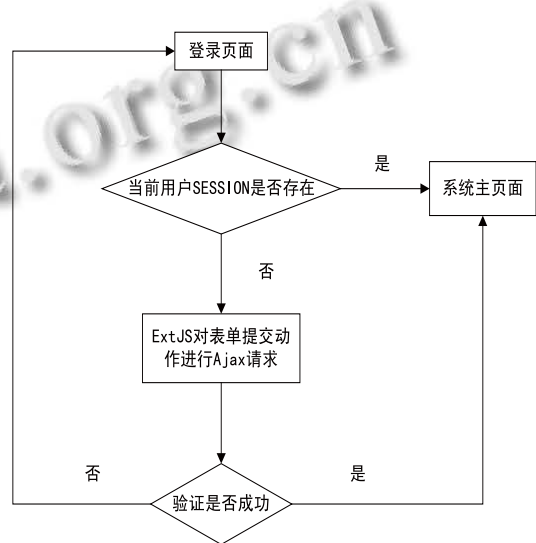 登录页面
当前用户SESSION是否存在
是
系统主页面
否
ExtJS对表单提交动
作进行Ajax请求
否
是
验证是否成功
.org.cn